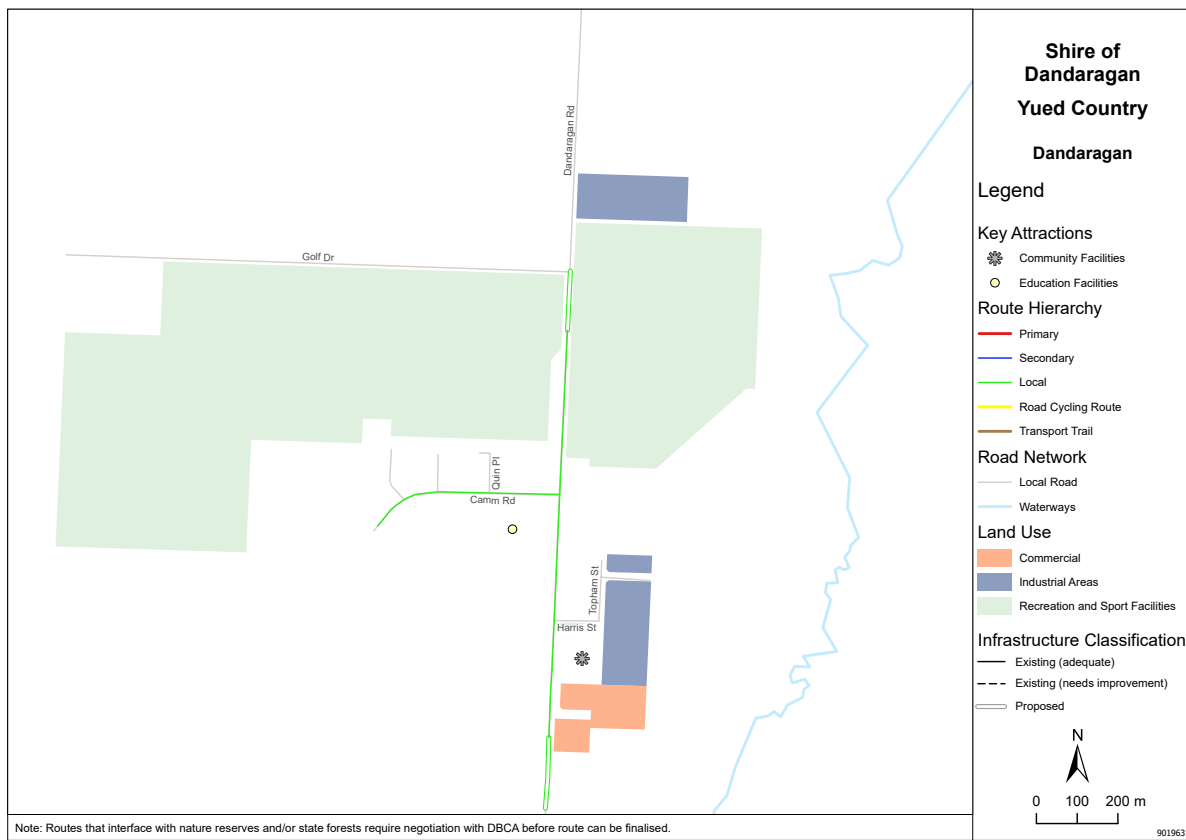 Shire of
Dandaragan
Yued Country
Dandaragan
Legend
Key Attractions
Community Facilities
Education Facilities
Route Hierarchy
Primary
Secondary
Local
Road Cycling Route
Transport Trail
Road Network
Local Road
Waterways
Land Use
Commercial
Industrial Areas
Recreation and Sport Facilities
Infrastructure Classification
Existing (adequate)
Existing (needs improvement)
Proposed
N
0 100 200 m
901963
Dandaragan Rd
Golf Dr
Quin Pl
Camm Rd
Topham St
Harris St
Note: Routes that interface with nature reserves and/or state forests require negotiation with DBCA before route can be finalised.